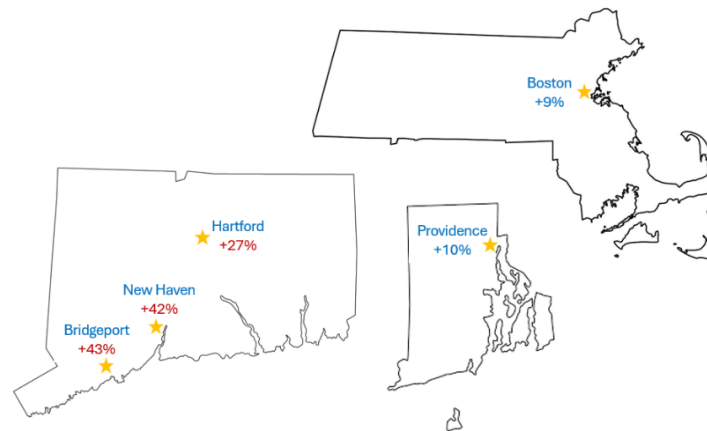 Boston
+9%
Hartford
+27%
Providence
+10%
New Haven
+42%
Bridgeport
+43%